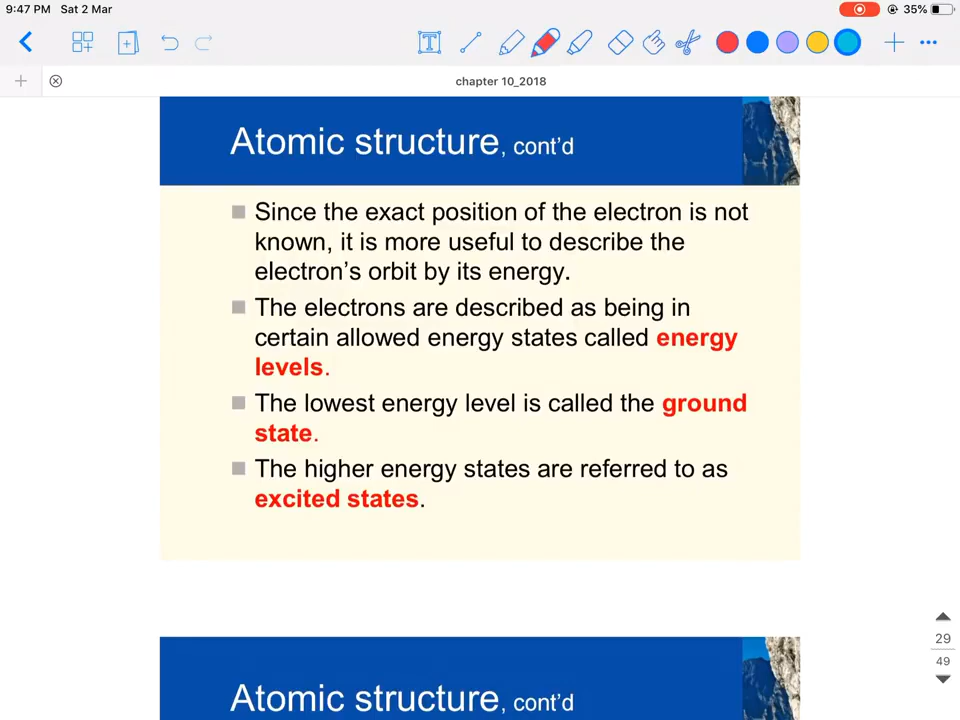 9:47 PM Sat 2 Mar
35%
T
chapter 10_2018
Atomic structure, cont’d
Since the exact position of the electron is not
known, it is more useful to describe the
electron’s orbit by its energy.
The electrons are described as being in
certain allowed energy states called energy
levels.
The lowest energy level is called the ground
state.
The higher energy states are referred to as
excited states.
29
49
Atomic structure, cont’d